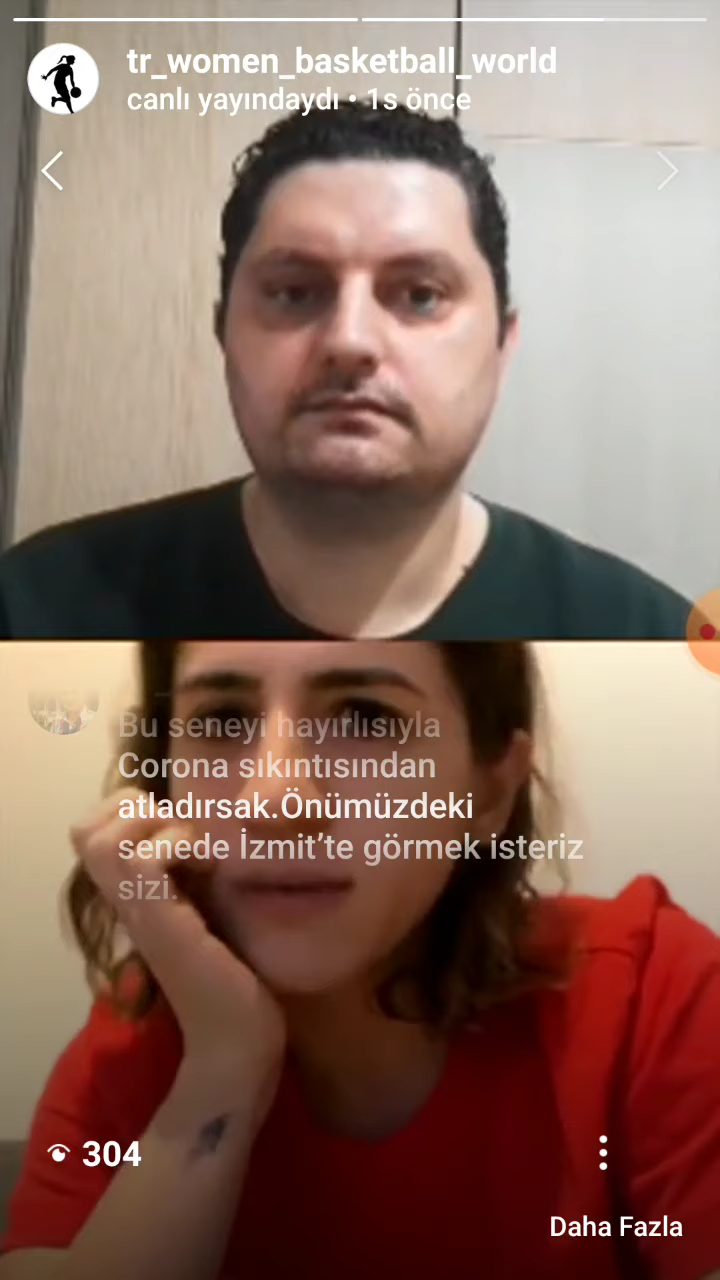 tr_women_basketball_world
canlı yayındaydı • 1s önce
Bu seneyi hayırlısıyla
Corona sıkıntısından
atladırsak.Önümüzdeki
senede İzmit’te görmek isteriz
sizi.
304
Daha Fazla